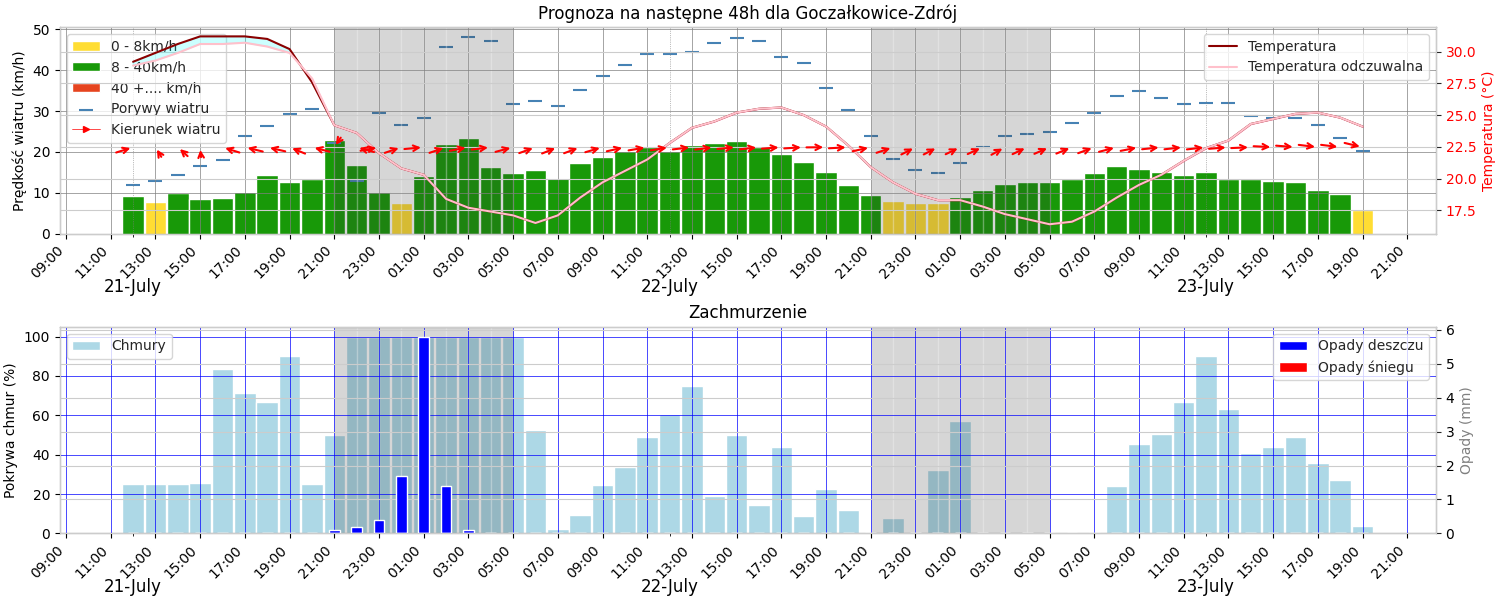 Prognoza na następne 48h dla Goczałkowice-Zdrój
50
40
30
20
10
0
Prędkość wiatru (km/h)
0 - 8km/h
8 - 40km/h
40 +.... km/h
Porywy wiatru
Kierunek wiatru
Temperatura
Temperatura odczuwalna
30.0
27.5
25.0
22.5
20.0
17.5
Temperatura (°C)
09:00 11:00 13:00 15:00 17:00 19:00 21:00 23:00 01:00 03:00 05:00 07:00 09:00 11:00 13:00 15:00 17:00 19:00 21:00 23:00 01:00 03:00 05:00 07:00 09:00 11:00 13:00 15:00 17:00 19:00 21:00
21-July 22-July 23-July
Zachmurzenie
100
80
60
40
20
0
Pokrywa chmur (%)
Chmury
Opady deszczu
Opady śniegu
6
5
4
3
2
1
0
Opady (mm)
09:00 11:00 13:00 15:00 17:00 19:00 21:00 23:00 01:00 03:00 05:00 07:00 09:00 11:00 13:00 15:00 17:00 19:00 21:00 23:00 01:00 03:00 05:00 07:00 09:00 11:00 13:00 15:00 17:00 19:00 21:00
21-July 22-July 23-July